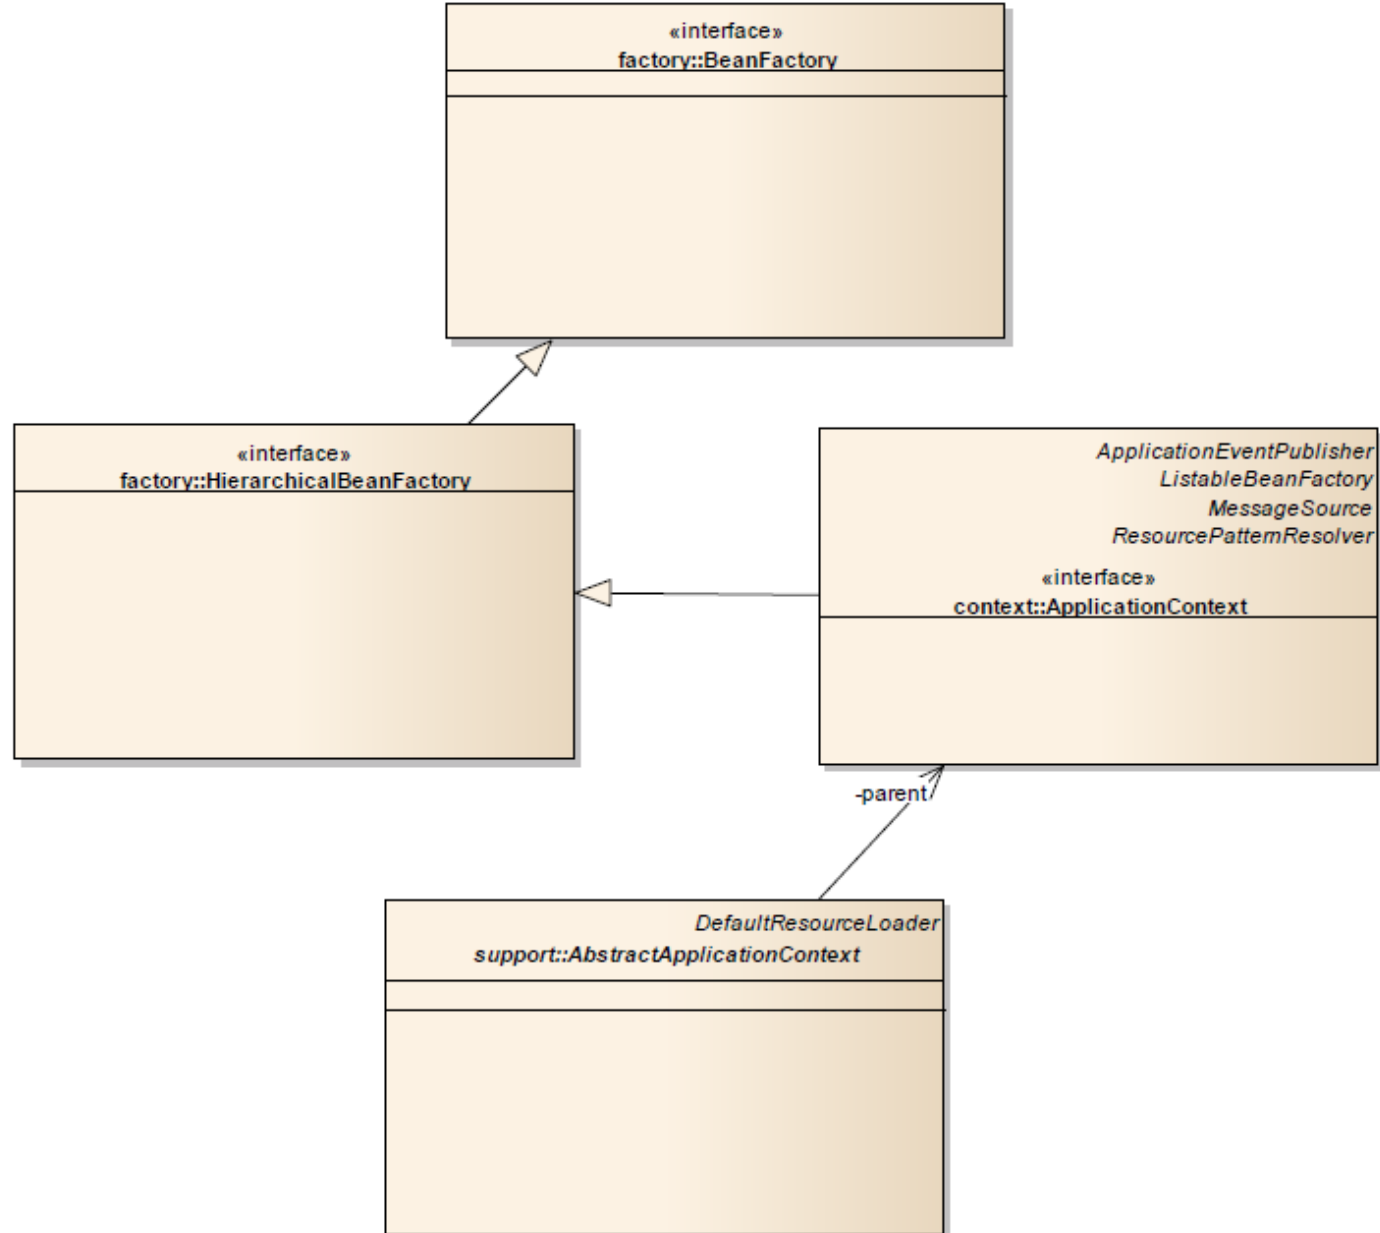 «interface»
factory::BeanFactory
«interface»
factory::HierarchicalBeanFactory
ApplicationEventPublisher
ListableBeanFactory
MessageSource
ResourcePatternResolver
«interface»
context::ApplicationContext
-parent
DefaultResourceLoader
support::AbstractApplicationContext